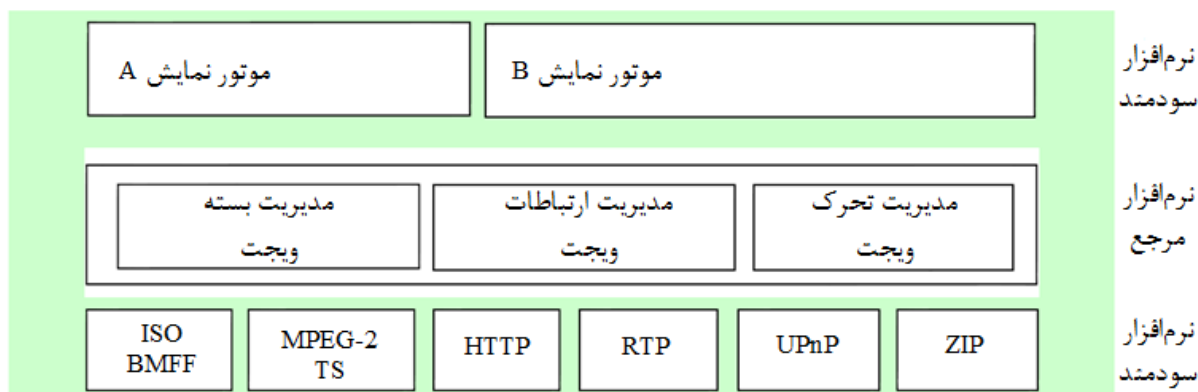 موتور نمایش A
موتور نمایش B
نرم‌افزار
سودمند
مدیریت بسته
ویجت
مدیریت ارتباطات
ویجت
مدیریت تحرک
ویجت
نرم‌افزار
مرجع
ISO
BMFF
MPEG-2
TS
HTTP
RTP
UPnP
ZIP
نرم‌افزار
سودمند